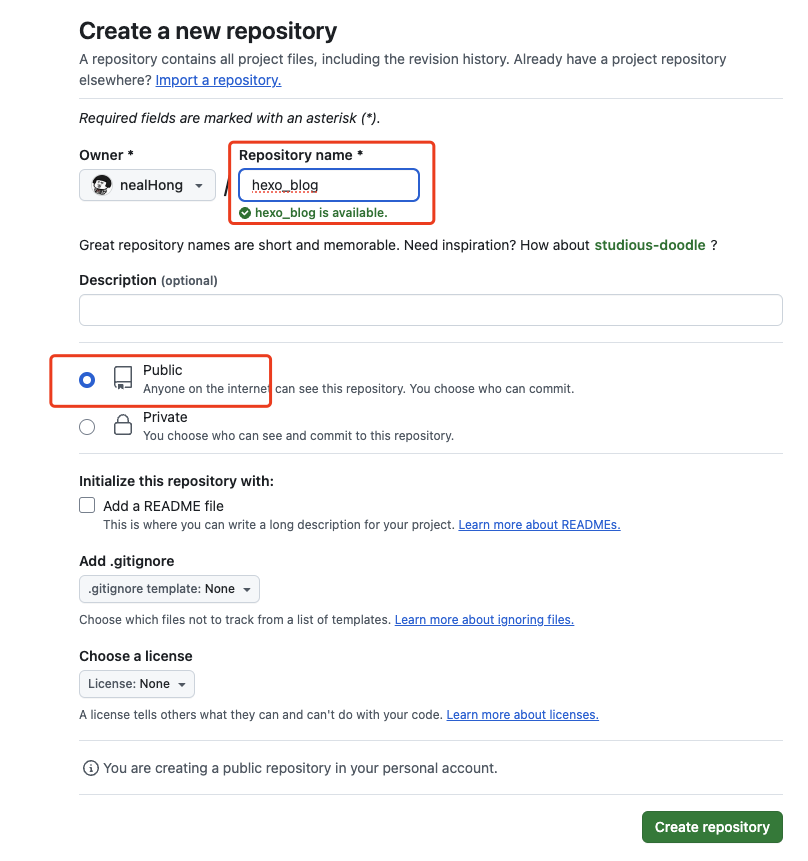 Create a new repository
A repository contains all project files, including the revision history. Already have a project repository
elsewhere? Import a repository.
Required fields are marked with an asterisk (*).
Owner *
Repository name *
nealHong
/
hexo_blog
hexo_blog is available.
Great repository names are short and memorable. Need inspiration? How about studious-doodle ?
Description (optional)
Public
Anyone on the internet can see this repository. You choose who can commit.
Private
You choose who can see and commit to this repository.
Initialize this repository with:
Add a README file
This is where you can write a long description for your project. Learn more about READMEs.
Add .gitignore
.gitignore template: None
Choose which files not to track from a list of templates. Learn more about ignoring files.
Choose a license
License: None
A license tells others what they can and can't do with your code. Learn more about licenses.
You are creating a public repository in your personal account.
Create repository